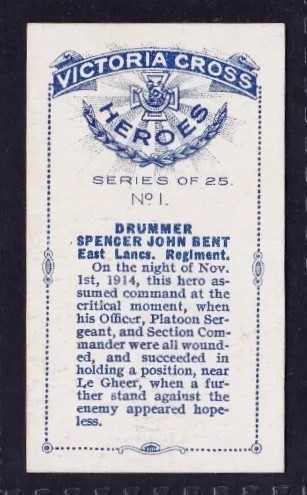 VICTORIA CROSS
HEROES
SERIES OF 25.
No 1.
DRUMMER
SPENCER JOHN BENT
East Lancs. Regiment.
On the night of Nov.
1st, 1914, this hero as-
sumed command at the
critical moment, when
his Officer, Platoon Ser-
geant, and Section Com-
mander were all wound-
ed, and succeeded in
holding a position, near
Le Gheer, when a fur-
ther stand against the
enemy appeared hope-
less.